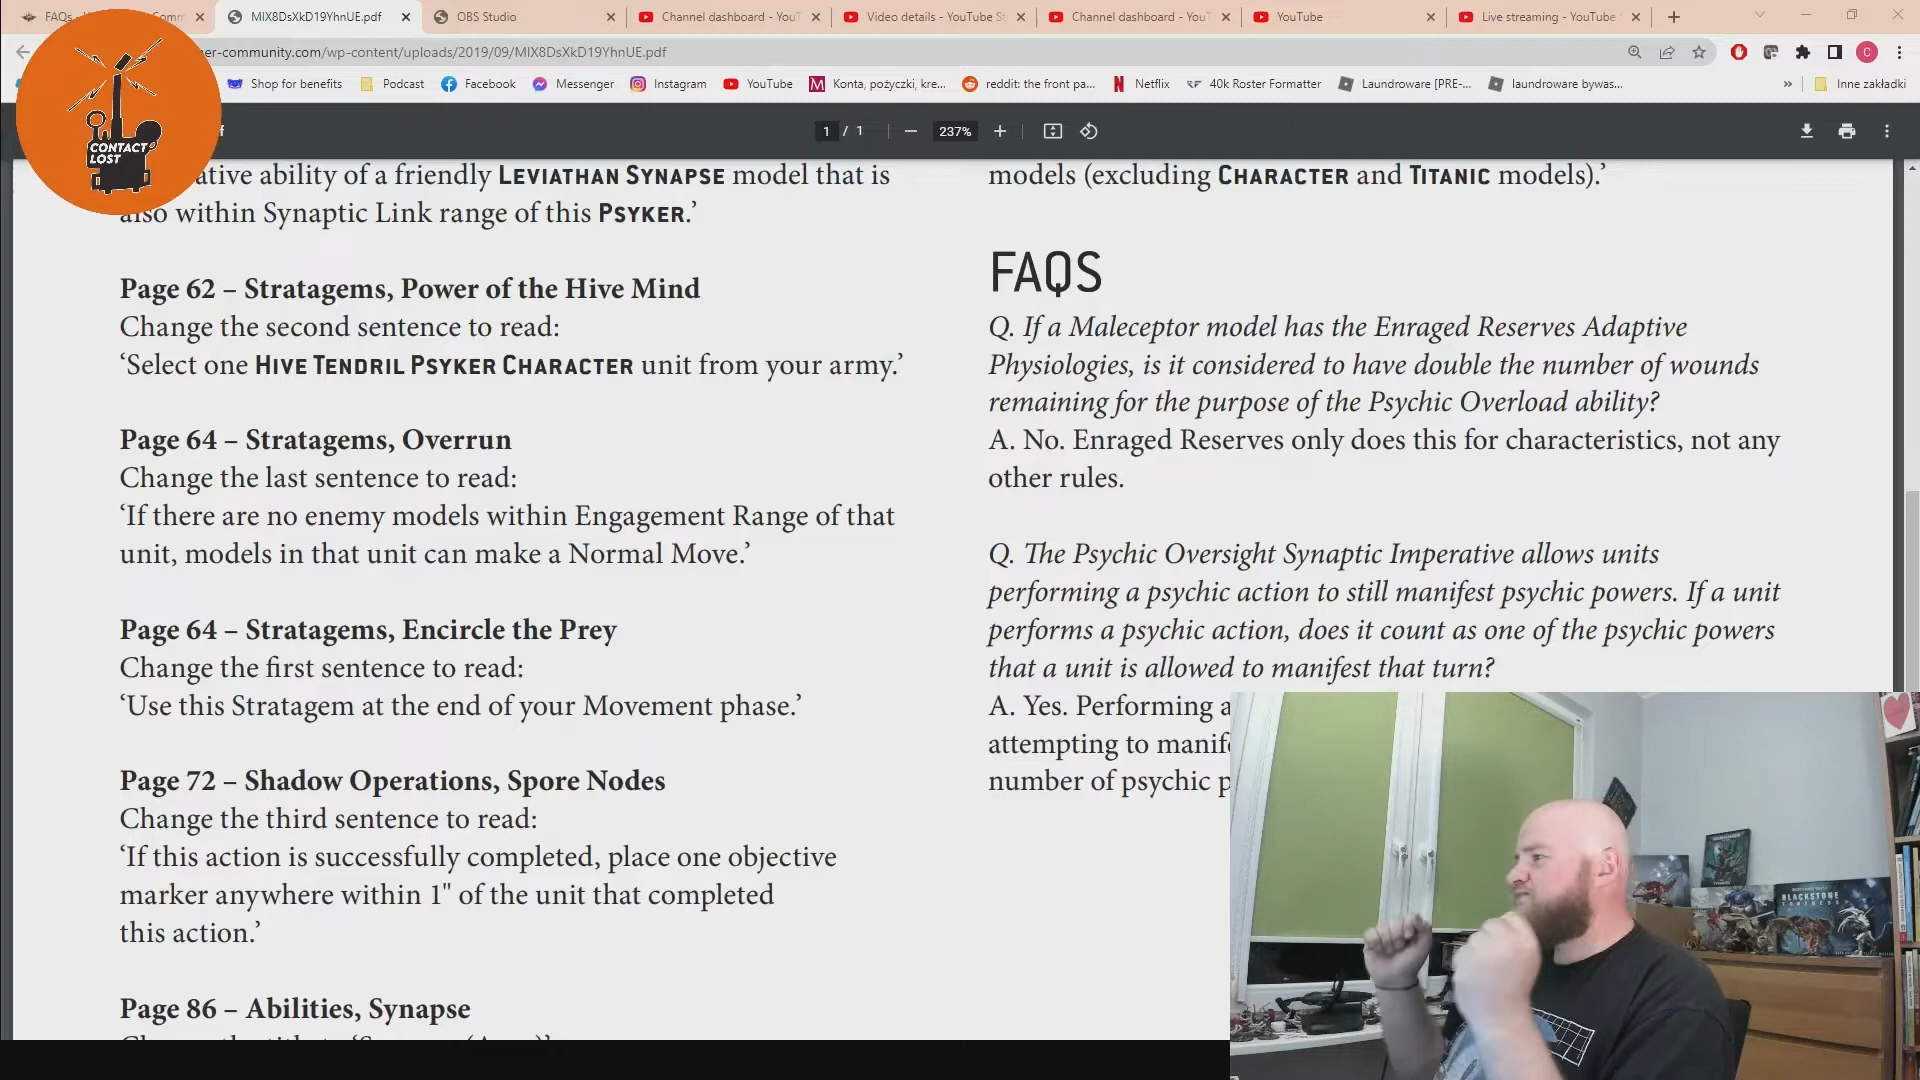 FAQs
MIX8DsXkD19YhnUE.pdf
OBS Studio
Channel dashboard - YouT
Video details - YouTube St
Channel dashboard - YouT
YouTube
Live streaming - YouTube
er-community.com/wp-content/uploads/2019/09/MIX8DsXkD19YhnUE.pdf
Shop for benefits
Podcast
Facebook
Messenger
Instagram
YouTube
Konta, pożyczki, kre...
reddit: the front pa...
Netflix
40k Roster Formatter
Laundroware [PRE-...
laundroware bywas...
»
Inne zakładki
CONTACT
LOST
1 / 1
237%
ative ability of a friendly LEVIATHAN SYNAPSE model that is
also within Synaptic Link range of this PSYKER.’
Page 62 – Stratagems, Power of the Hive Mind
Change the second sentence to read:
‘Select one HIVE TENDRIL PSYKER CHARACTER unit from your army.’
Page 64 – Stratagems, Overrun
Change the last sentence to read:
‘If there are no enemy models within Engagement Range of that
unit, models in that unit can make a Normal Move.’
Page 64 – Stratagems, Encircle the Prey
Change the first sentence to read:
‘Use this Stratagem at the end of your Movement phase.’
Page 72 – Shadow Operations, Spore Nodes
Change the third sentence to read:
‘If this action is successfully completed, place one objective
marker anywhere within 1" of the unit that completed
this action.’
Page 86 – Abilities, Synapse
models (excluding CHARACTER and TITANIC models).’
FAQS
Q. If a Maleceptor model has the Enraged Reserves Adaptive
Physiologies, is it considered to have double the number of wounds
remaining for the purpose of the Psychic Overload ability?
A. No. Enraged Reserves only does this for characteristics, not any
other rules.
Q. The Psychic Oversight Synaptic Imperative allows units
performing a psychic action to still manifest psychic powers. If a unit
performs a psychic action, does it count as one of the psychic powers
that a unit is allowed to manifest that turn?
A. Yes. Performing a
attempting to manif
number of psychic p
BLACKSTONE
FORTRESS